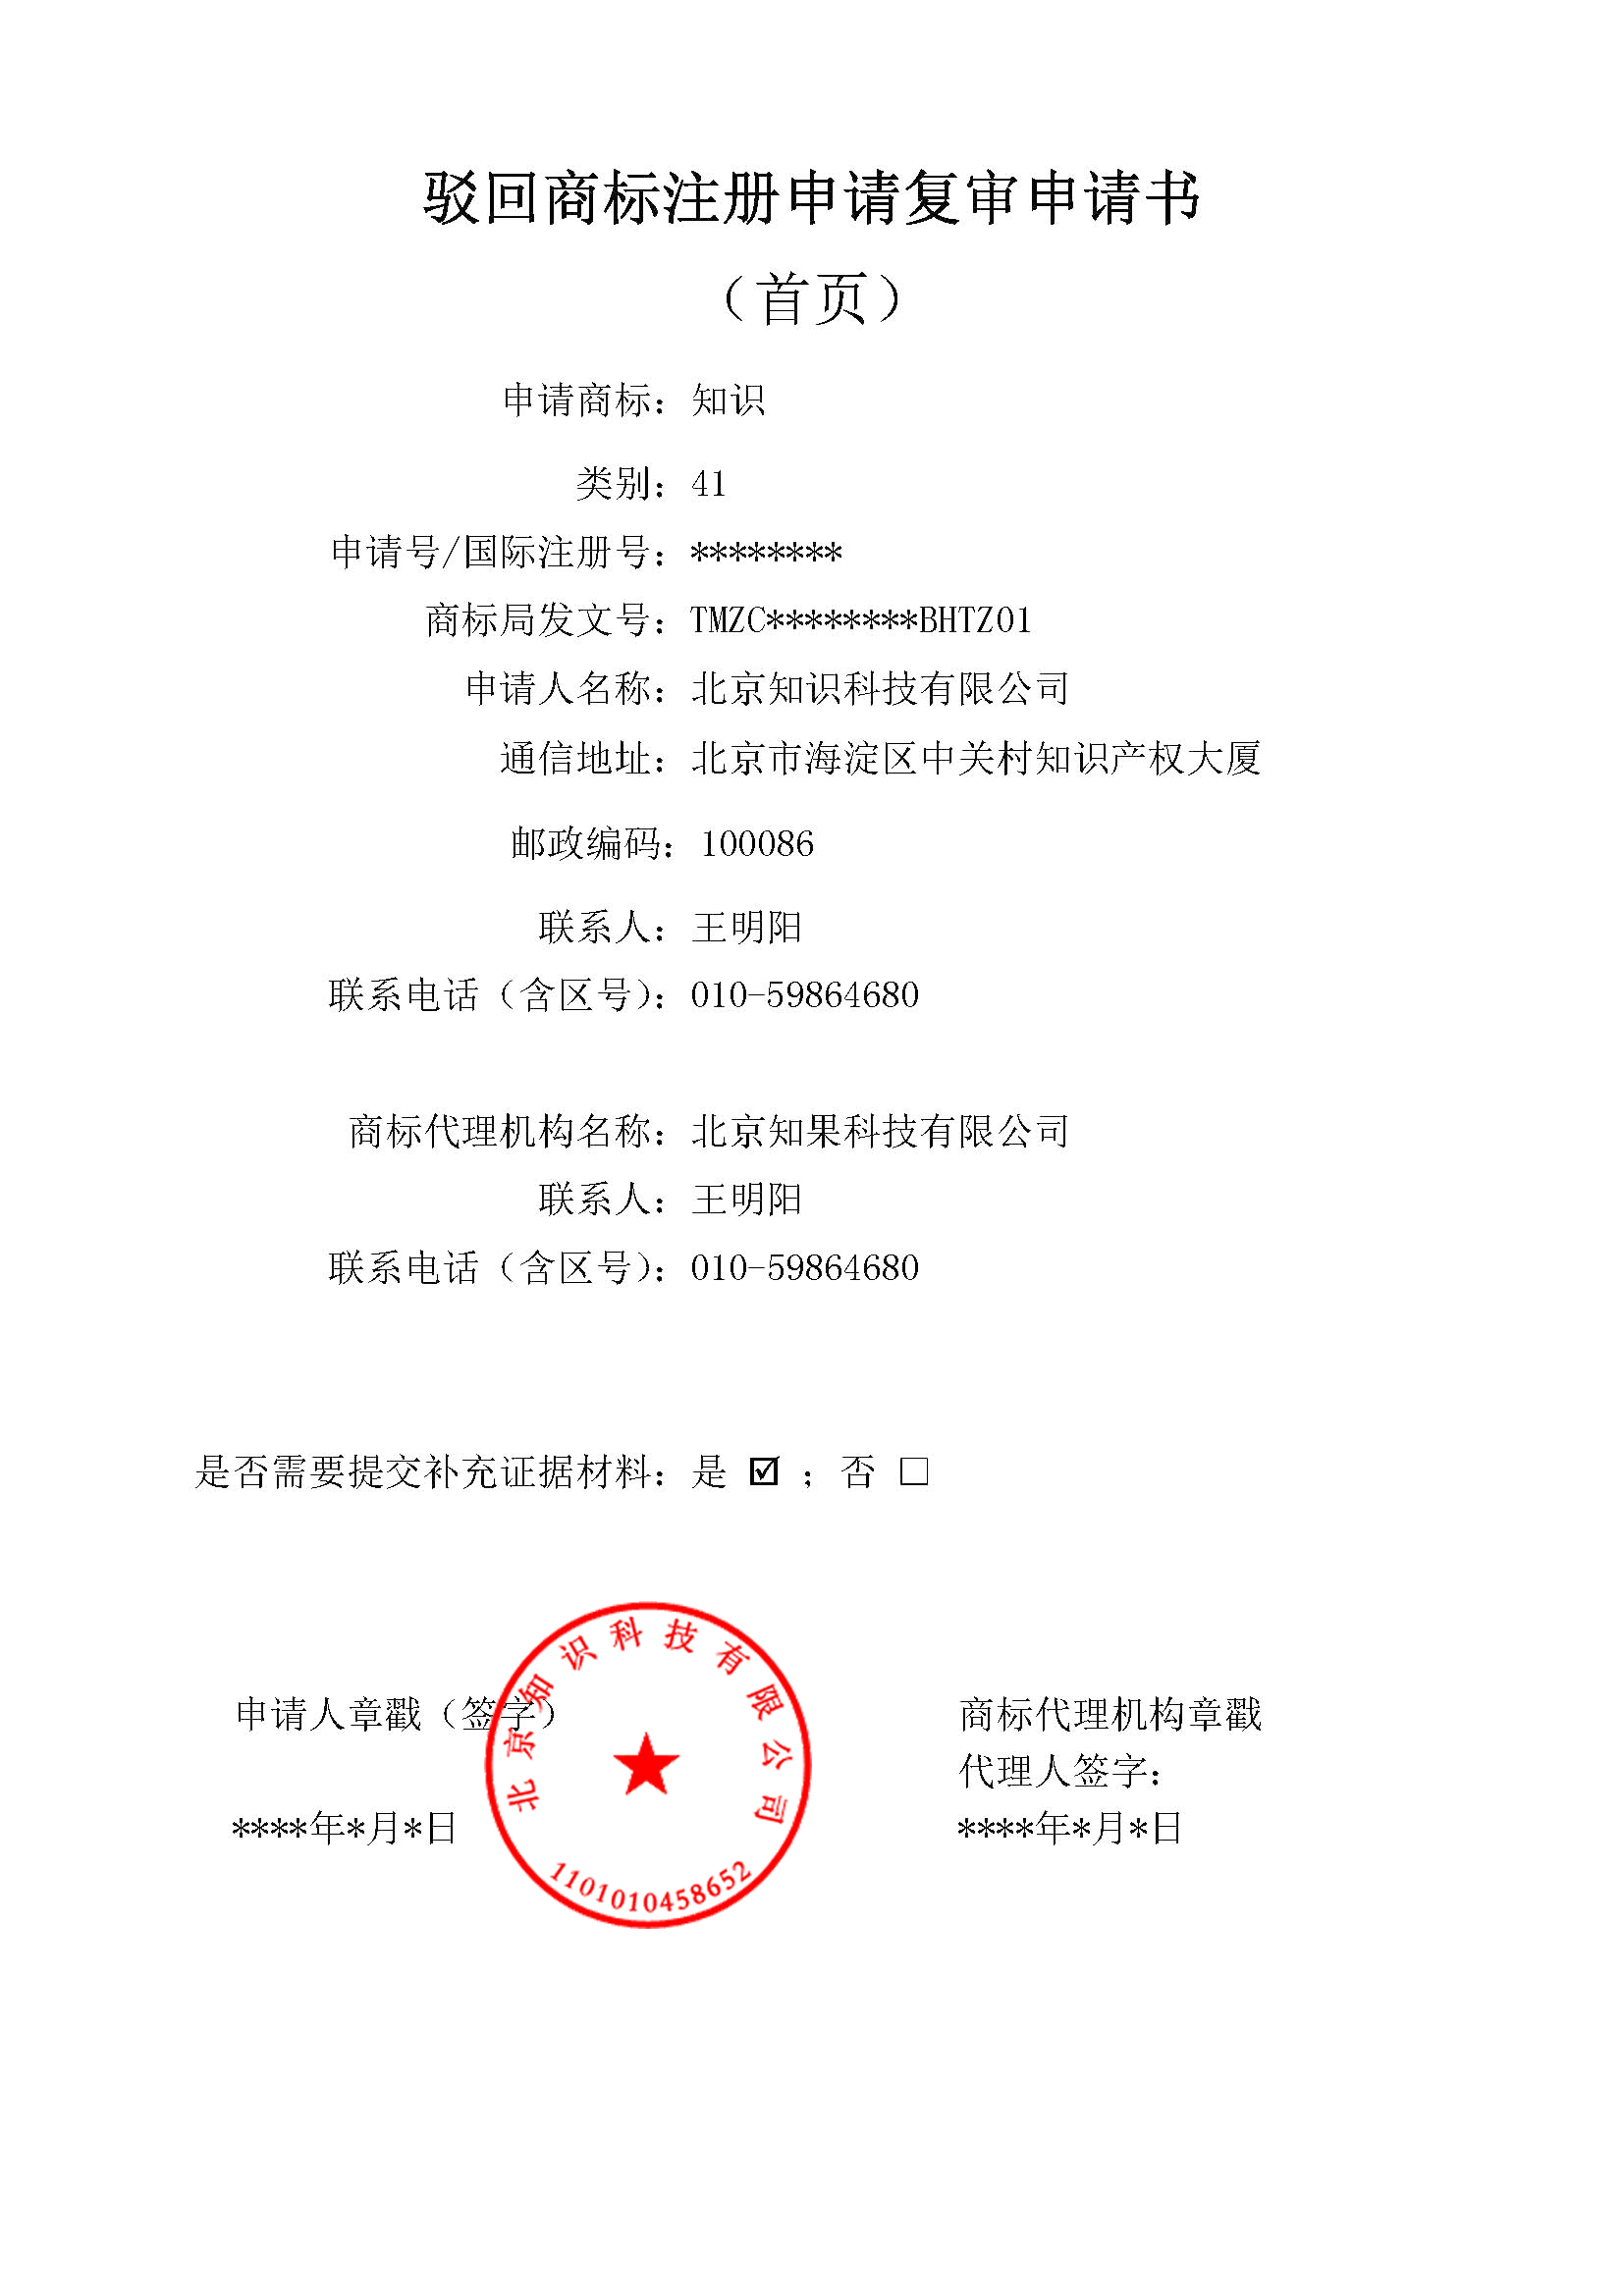 驳回商标注册申请复审申请书
（首页）
申请商标：知识
类别：41
申请号/国际注册号：********
商标局发文号：TMZC********BHTZ01
申请人名称：北京知识科技有限公司
通信地址：北京市海淀区中关村知识产权大厦
邮政编码：100086
联系人：王明阳
联系电话（含区号）：010-59864680
商标代理机构名称：北京知果科技有限公司
联系人：王明阳
联系电话（含区号）：010-59864680
是否需要提交补充证据材料：是 ☑ ；否 □
申请人章戳（签字）
****年*月*日
北京知识科技有限公司
1101010458652
商标代理机构章戳
代理人签字：
****年*月*日